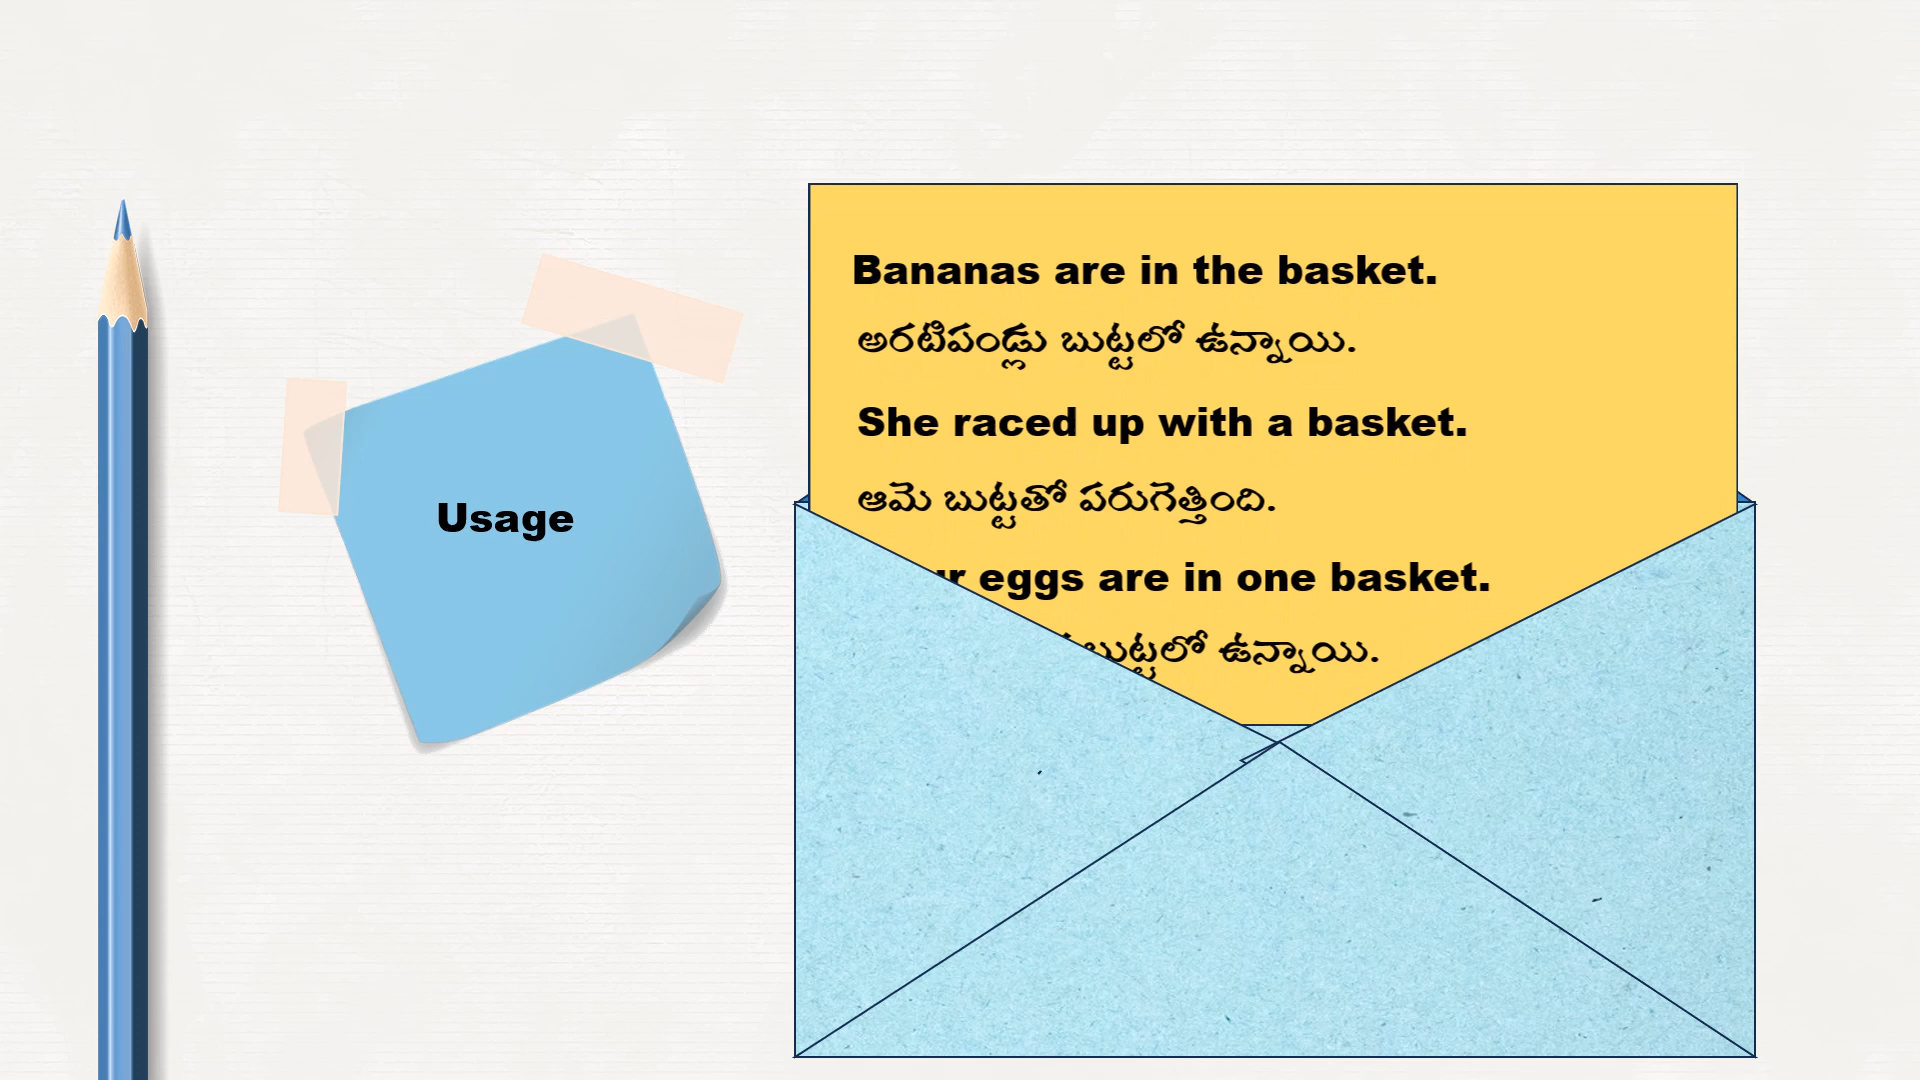 Usage
Bananas are in the basket.
అరటిపండ్లు బుట్టలో ఉన్నాయి.
She raced up with a basket.
ఆమె బుట్టతో పరుగెత్తింది.
eggs are in one basket.
బుట్టలో ఉన్నాయి.